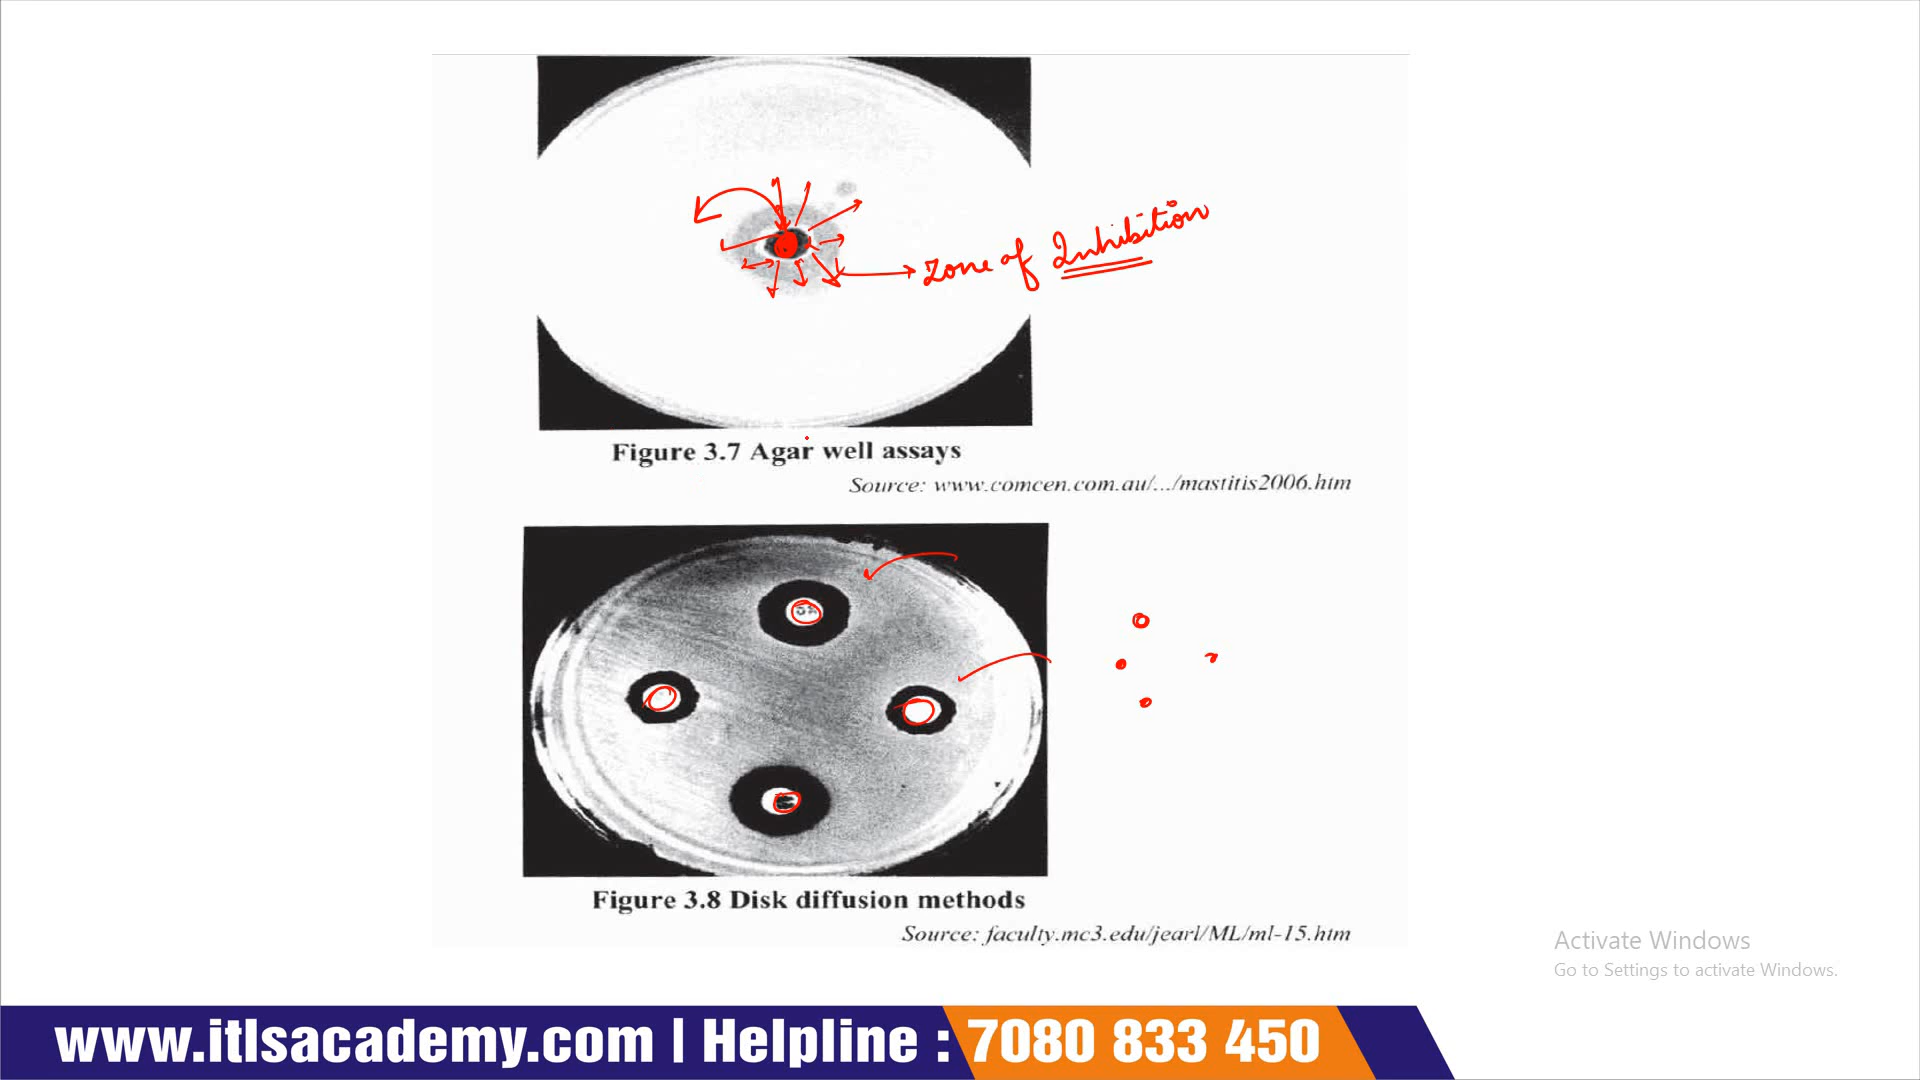 Zone of Inhibition
Figure 3.7 Agar well assays
Source: www.comcen.com.au/.../mastitis2006.htm
Figure 3.8 Disk diffusion methods
Source: faculty.mc3.edu/jearl/ML/ml-15.htm
Activate Windows
Go to Settings to activate Windows.
www.itlsacademy.com | Helpline : 7080 833 450